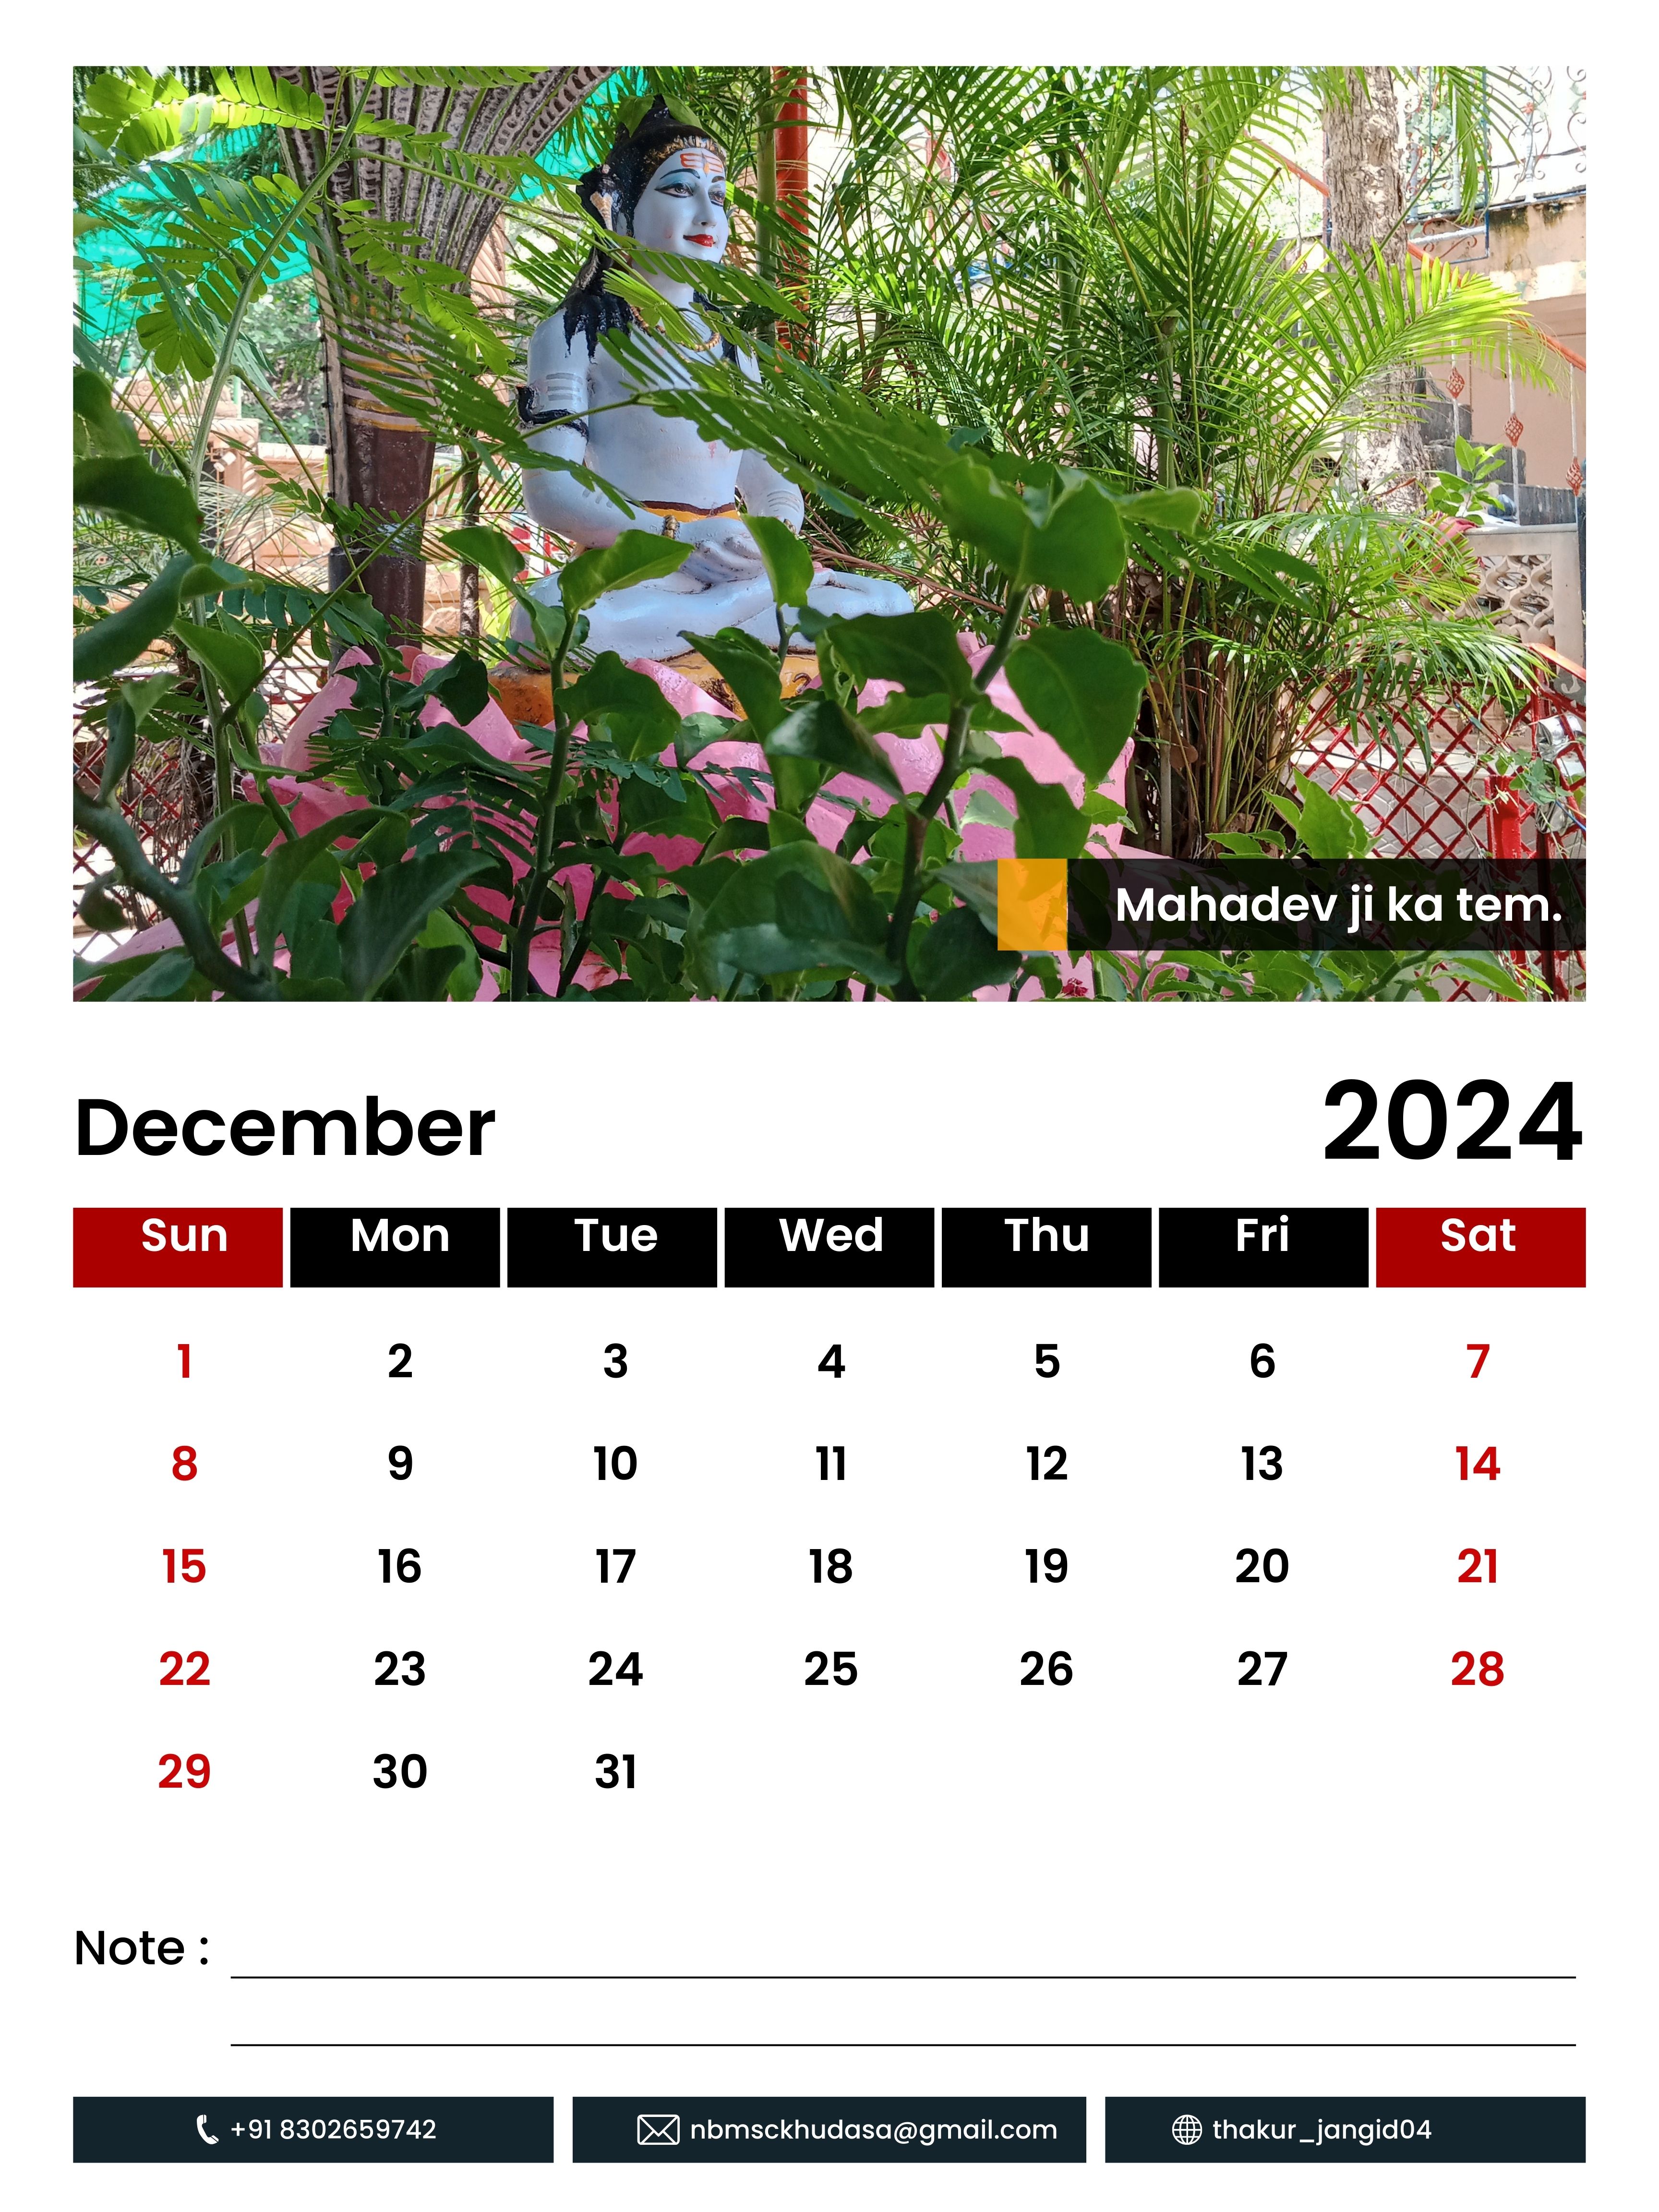 Mahadev ji ka tem.
December 2024
Sun Mon Tue Wed Thu Fri Sat
1 2 3 4 5 6 7
8 9 10 11 12 13 14
15 16 17 18 19 20 21
22 23 24 25 26 27 28
29 30 31
Note :
+91 8302659742 nbmsckhudasa@gmail.com thakur_jangid04